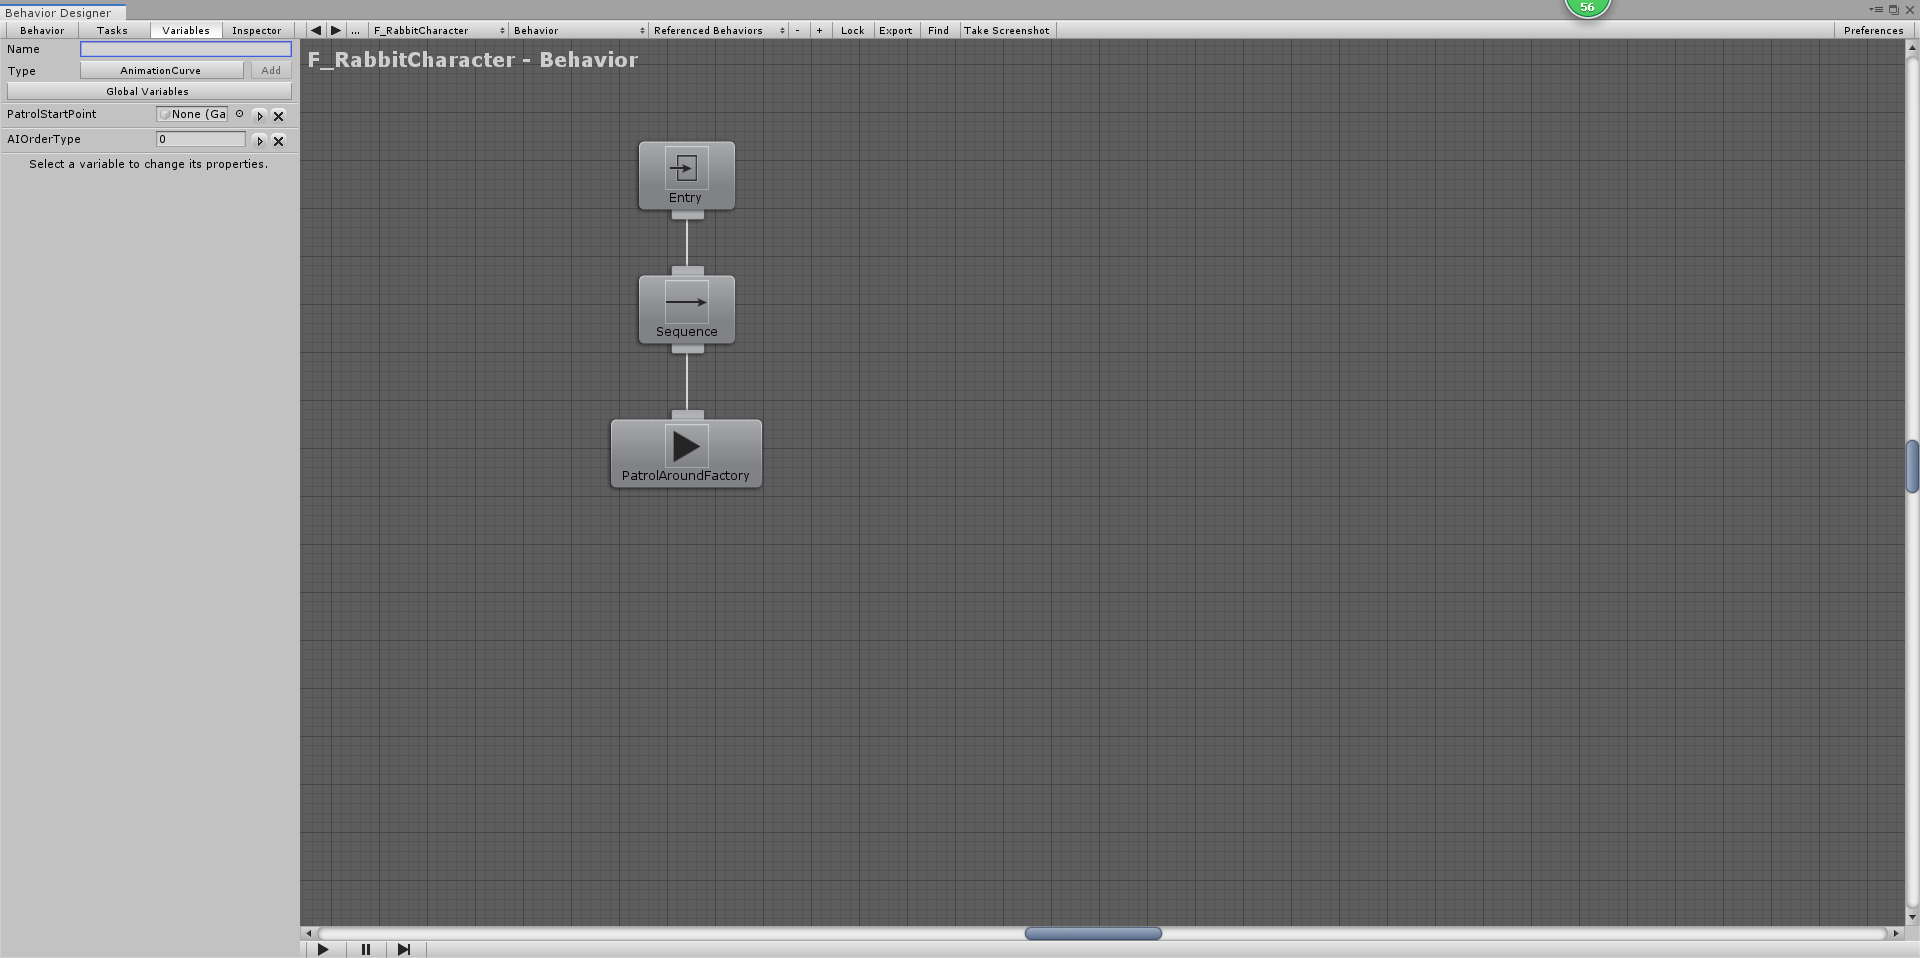 Behavior Designer
56
Behavior Tasks Variables Inspector ... F_RabbitCharacter Behavior Referenced Behaviors - + Lock Export Find Take Screenshot Preferences
Name
Type AnimationCurve Add
Global Variables
PatrolStartPoint None (Ga
AIOrderType 0
Select a variable to change its properties.
F_RabbitCharacter - Behavior
Entry
Sequence
PatrolAroundFactory